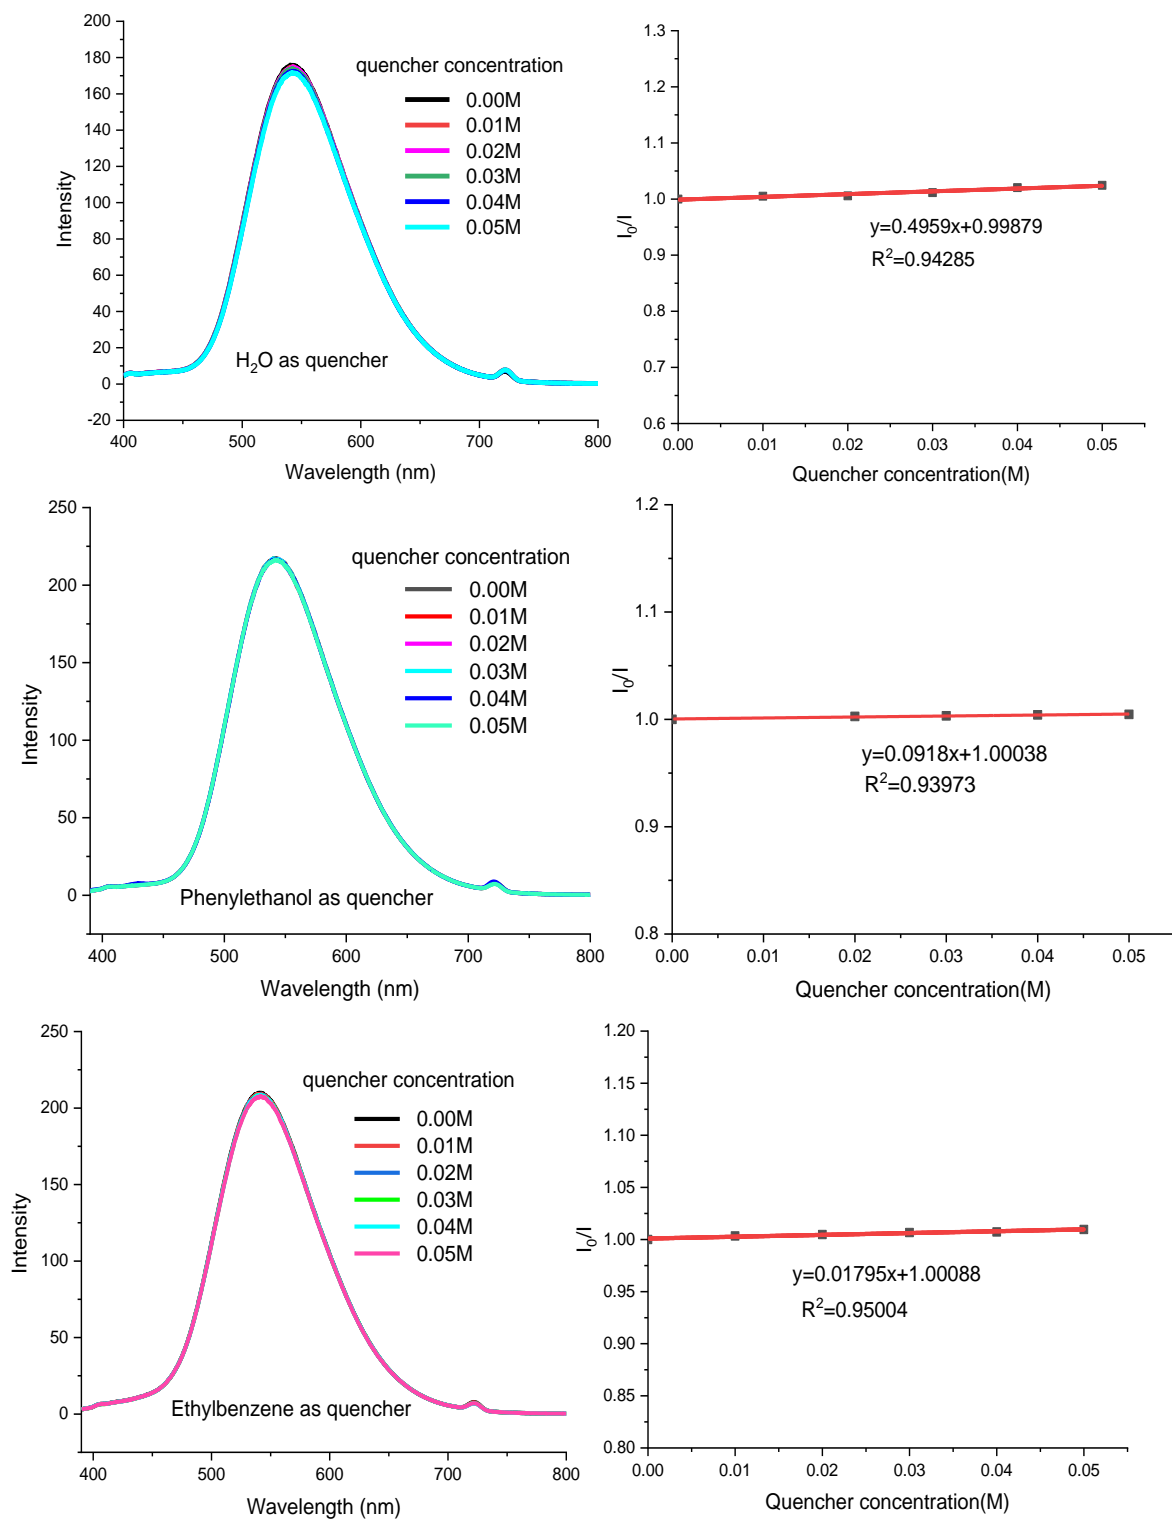 200
180
160
140
120
100
80
60
40
20
0
-20
400
500
600
700
800
Intensity
Wavelength (nm)
quencher concentration
0.00M
0.01M
0.02M
0.03M
0.04M
0.05M
H₂O as quencher
1.3
1.2
1.1
1.0
0.9
0.8
0.7
0.6
0.00
0.01
0.02
0.03
0.04
0.05
I₀/I
Quencher concentration(M)
y=0.4959x+0.99879
R²=0.94285
250
200
150
100
50
0
400
500
600
700
800
Intensity
Wavelength (nm)
quencher concentration
0.00M
0.01M
0.02M
0.03M
0.04M
0.05M
Phenylethanol as quencher
1.2
1.1
1.0
0.9
0.8
0.00
0.01
0.02
0.03
0.04
0.05
I₀/I
Quencher concentration(M)
y=0.0918x+1.00038
R²=0.93973
250
200
150
100
50
0
400
500
600
700
800
Intensity
Wavelength (nm)
quencher concentration
0.00M
0.01M
0.02M
0.03M
0.04M
0.05M
Ethylbenzene as quencher
1.20
1.15
1.10
1.05
1.00
0.95
0.90
0.85
0.80
0.00
0.01
0.02
0.03
0.04
0.05
I₀/I
Quencher concentration(M)
y=0.01795x+1.00088
R²=0.95004